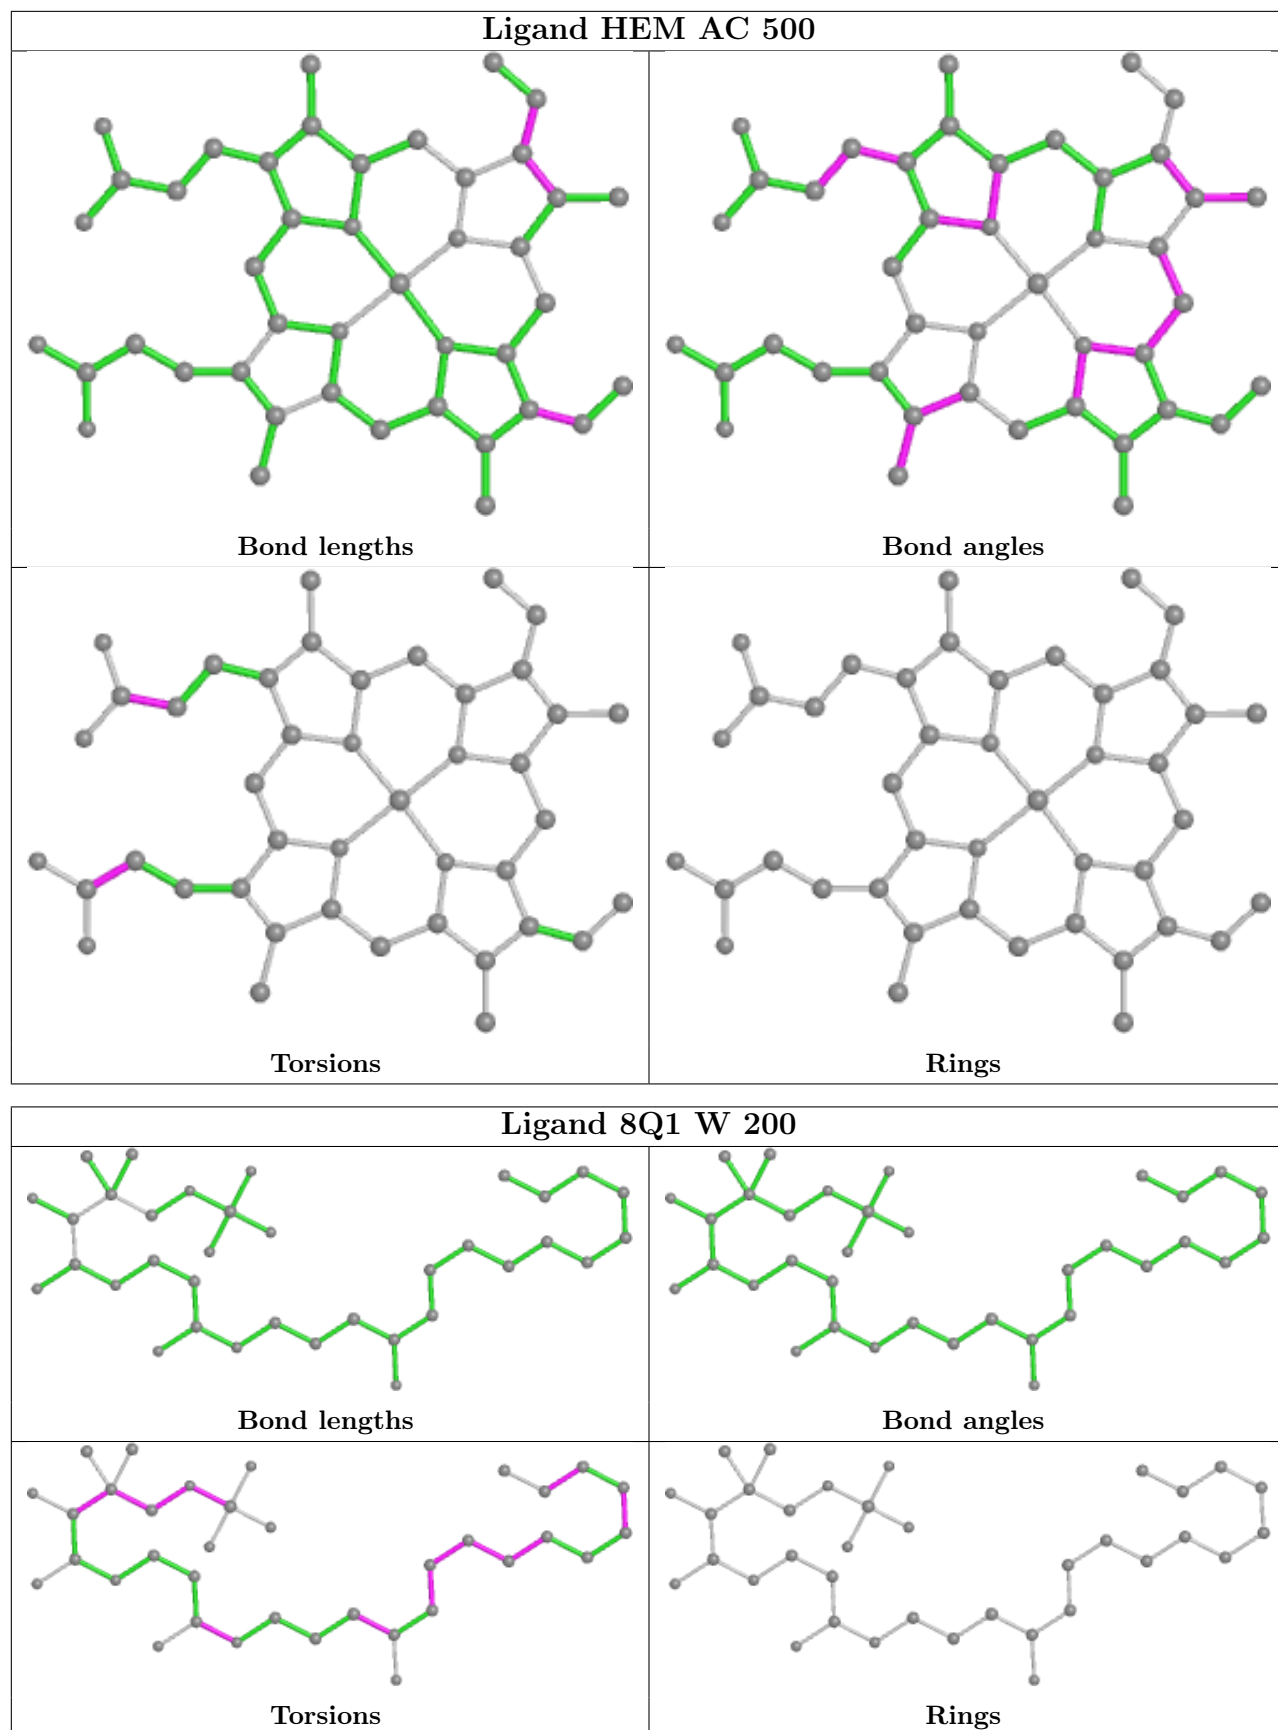 Ligand HEM AC 500
Bond lengths
Bond angles
Torsions
Rings
Ligand 8Q1 W 200
Bond lengths
Bond angles
Torsions
Rings